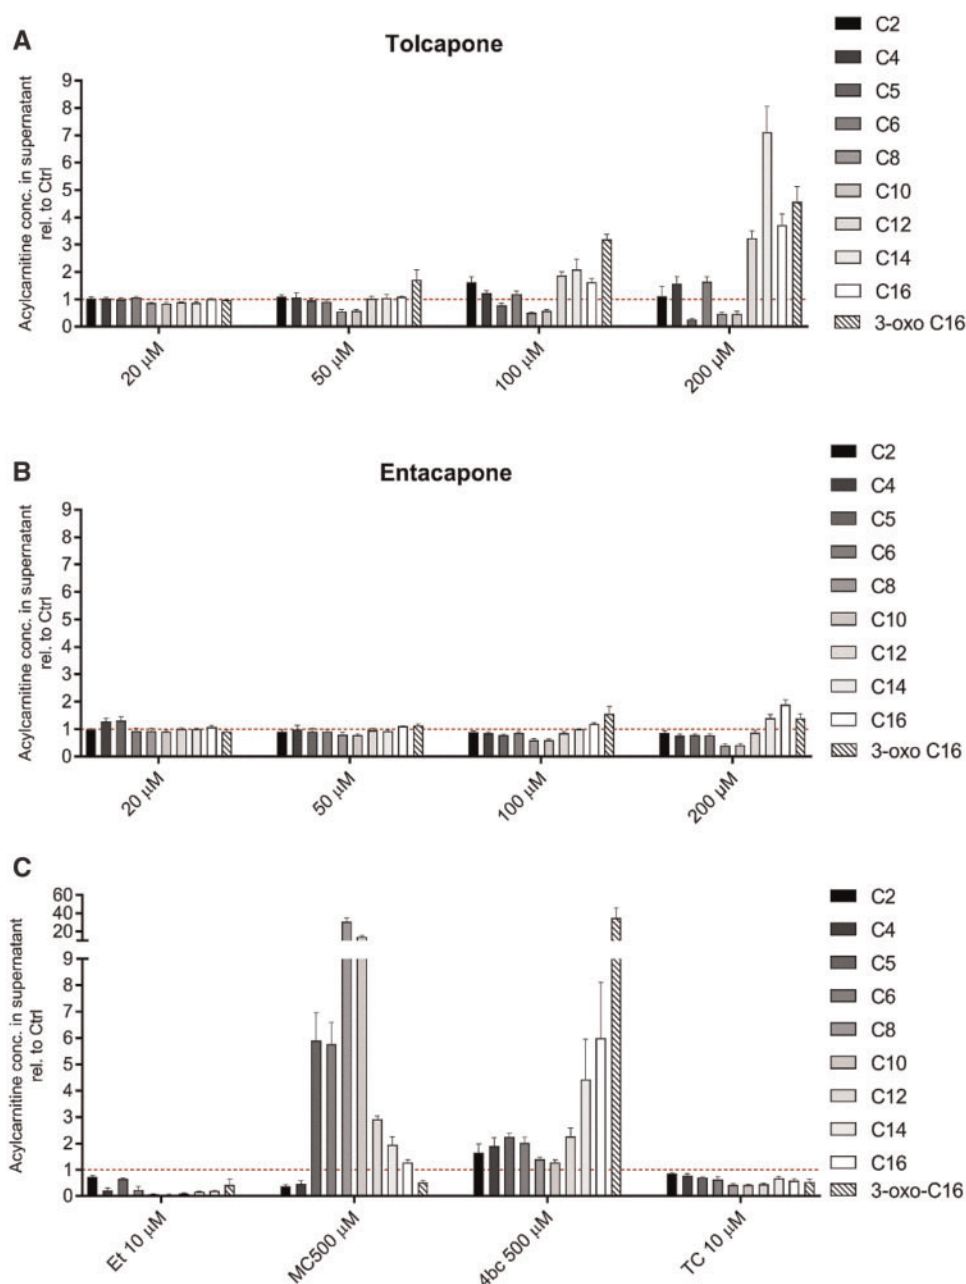 A
Tolcapone
Acylcarnitine conc. in supernatant
rel. to Ctrl
9
8
7
6
5
4
3
2
1
0
20 µM
50 µM
100 µM
200 µM
C2
C4
C5
C6
C8
C10
C12
C14
C16
3-oxo C16
B
Entacapone
Acylcarnitine conc. in supernatant
rel. to Ctrl
9
8
7
6
5
4
3
2
1
0
20 µM
50 µM
100 µM
200 µM
C2
C4
C5
C6
C8
C10
C12
C14
C16
3-oxo C16
C
Acylcarnitine conc. in supernatant
rel. to Ctrl
60
40
20
9
8
7
6
5
4
3
2
1
0
Et 10 µM
MC500 µM
4bc 500 µM
TC 10 µM
C2
C4
C5
C6
C8
C10
C12
C14
C16
3-oxo-C16